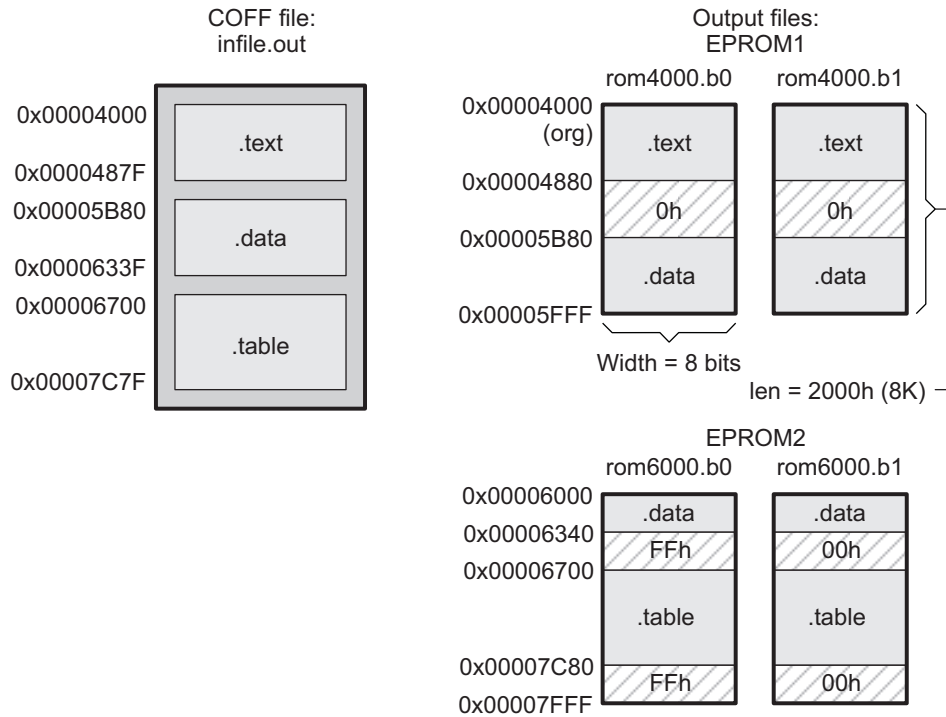 COFF file:
infile.out
0x00004000
.text
0x0000487F
0x00005B80
.data
0x0000633F
0x00006700
.table
0x00007C7F
Output files:
EPROM1
rom4000.b0
rom4000.b1
0x00004000
(org)
.text
.text
0x00004880
0h
0h
0x00005B80
.data
.data
0x00005FFF
Width = 8 bits
len = 2000h (8K)
EPROM2
rom6000.b0
rom6000.b1
0x00006000
.data
.data
0x00006340
FFh
00h
0x00006700
.table
.table
0x00007C80
FFh
00h
0x00007FFF